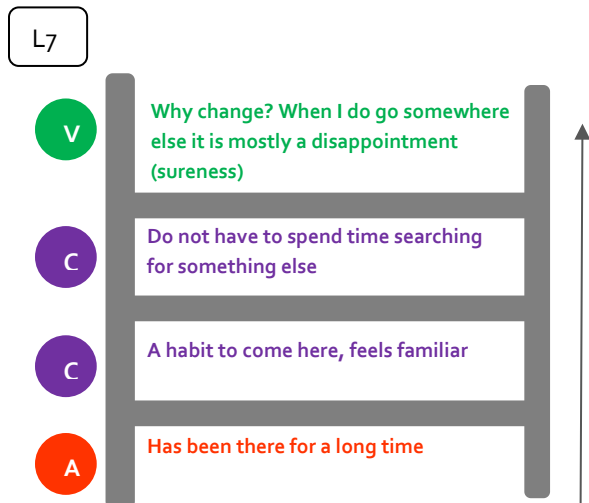 L7
V
Why change? When I do go somewhere
else it is mostly a disappointment
(sureness)
C
Do not have to spend time searching
for something else
C
A habit to come here, feels familiar
A
Has been there for a long time